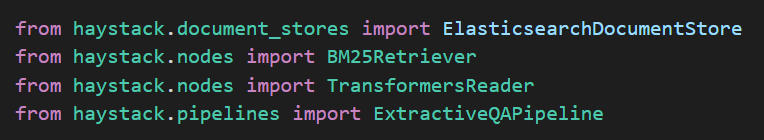 from haystack.document_stores import ElasticsearchDocumentStore
from haystack.nodes import BM25Retriever
from haystack.nodes import TransformersReader
from haystack.pipelines import ExtractiveQAPipeline